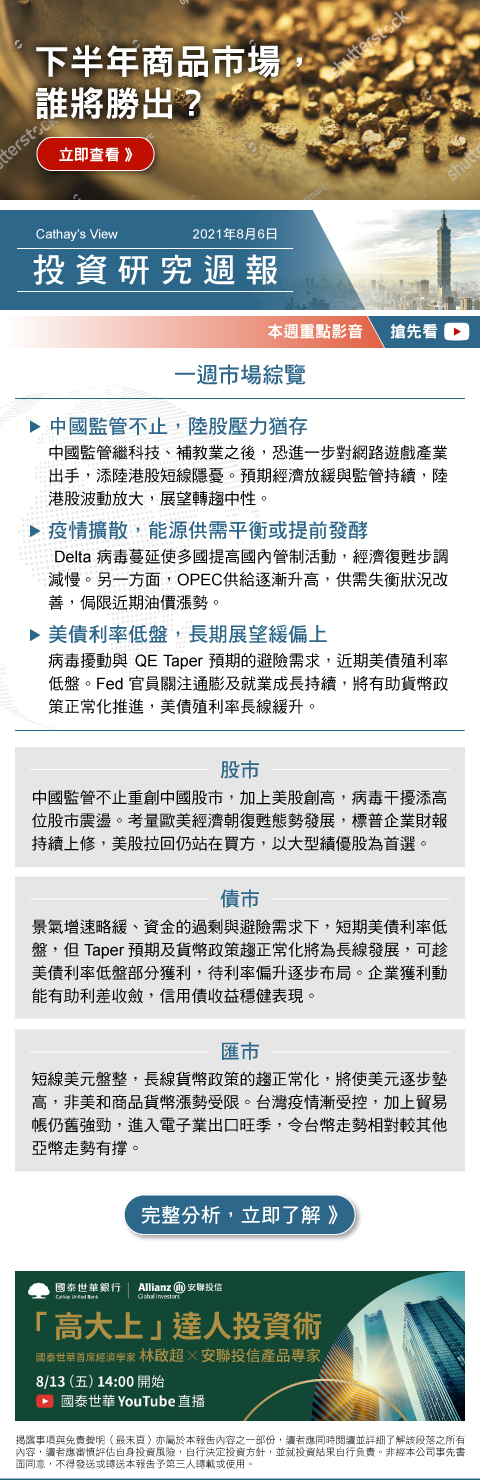 下半年商品市場，
誰將勝出？
立即查看 》
shutterstock
Cathay's View
2021年8月6日
投資研究週報
本週重點影音
搶先看
一週市場綜覽
中國監管不止，陸股壓力猶存
中國監管繼科技、補教業之後，恐進一步對網路遊戲產業
出手，添陸港股短線隱憂。預期經濟放緩與監管持續，陸
港股波動放大，展望轉趨中性。
疫情擴散，能源供需平衡或提前發酵
Delta 病毒蔓延使多國提高國內管制活動，經濟復甦步調
減慢。另一方面，OPEC供給逐漸升高，供需失衡狀況改
善，侷限近期油價漲勢。
美債利率低盤，長期展望緩偏上
病毒擾動與 QE Taper 預期的避險需求，近期美債殖利率
低盤。Fed 官員關注通膨及就業成長持續，將有助貨幣政
策正常化推進，美債殖利率長線緩升。
股市
中國監管不止重創中國股市，加上美股創高，病毒干擾添高
位股市震盪。考量歐美經濟朝復甦態勢發展，標普企業財報
持續上修，美股拉回仍站在買方，以大型績優股為首選。
債市
景氣增速略緩、資金的過剩與避險需求下，短期美債利率低
盤，但 Taper 預期及貨幣政策趨正常化將為長線發展，可趁
美債利率低盤部分獲利，待利率偏升逐步布局。企業獲利動
能有助利差收斂，信用債收益穩健表現。
匯市
短線美元盤整，長線貨幣政策的趨正常化，將使美元逐步墊
高，非美和商品貨幣漲勢受限。台灣疫情漸受控，加上貿易
帳仍舊強勁，進入電子業出口旺季，令台幣走勢相對較其他
亞幣走勢有撐。
完整分析，立即了解 》
國泰世華銀行
Cathay United Bank
Allianz 安聯投信
Global Investors
「高大上」達人投資術
國泰世華首席經濟學家 林啟超 × 安聯投信產品專家
8/13（五）14:00 開始
國泰世華 YouTube 直播
揭露事項與免責聲明〈最末頁〉亦屬於本報告內容之一部份，讀者應同時閱讀並詳細了解該段落之所有
內容，讀者應審慎評估自身投資風險，自行決定投資方針，並就投資結果自行負責。非經本公司事先書
面同意，不得發送或轉送本報告予第三人轉載或使用。